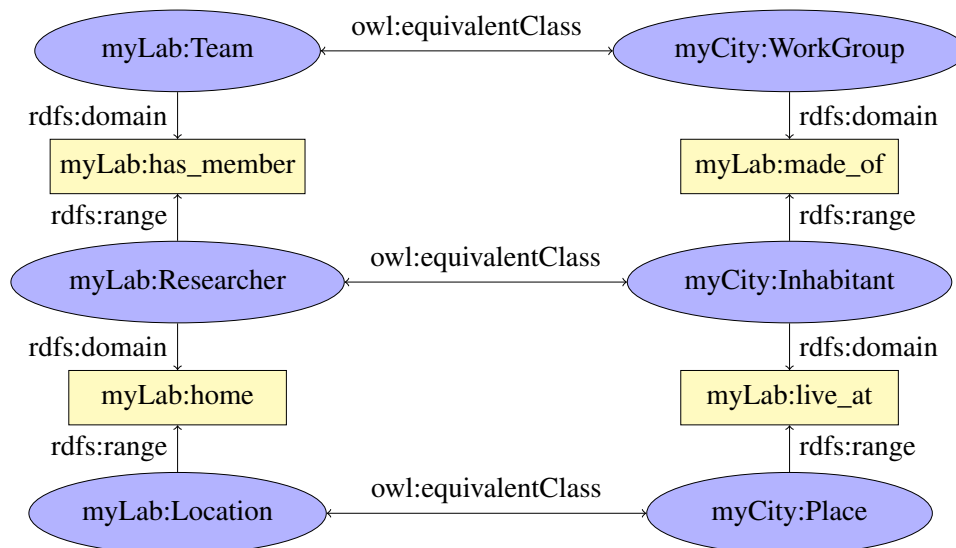 myLab:Team
owl:equivalentClass
myCity:WorkGroup
rdfs:domain
rdfs:domain
myLab:has_member
myLab:made_of
rdfs:range
rdfs:range
myLab:Researcher
owl:equivalentClass
myCity:Inhabitant
rdfs:domain
rdfs:domain
myLab:home
myLab:live_at
rdfs:range
rdfs:range
myLab:Location
owl:equivalentClass
myCity:Place